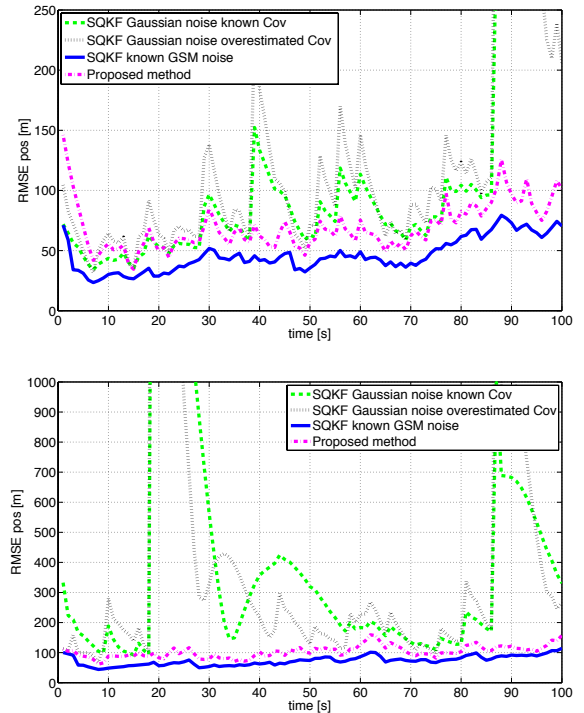 250
200
150
100
50
0
RMSE pos [m]
SQKF Gaussian noise known Cov
SQKF Gaussian noise overestimated Cov
SQKF known GSM noise
Proposed method
0 10 20 30 40 50 60 70 80 90 100
time [s]
1000
900
800
700
600
500
400
300
200
100
0
RMSE pos [m]
SQKF Gaussian noise known Cov
SQKF Gaussian noise overestimated Cov
SQKF known GSM noise
Proposed method
0 10 20 30 40 50 60 70 80 90 100
time [s]